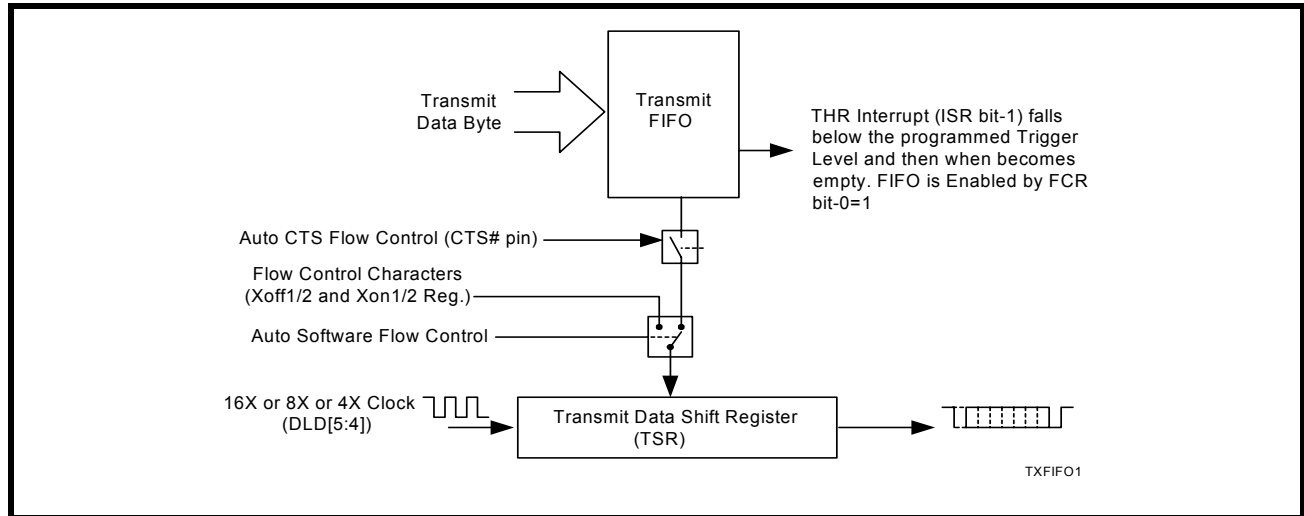 Transmit
Data Byte
Transmit
FIFO
THR Interrupt (ISR bit-1) falls
below the programmed Trigger
Level and then when becomes
empty. FIFO is Enabled by FCR
bit-0=1
Auto CTS Flow Control (CTS# pin)
Flow Control Characters
(Xoff1/2 and Xon1/2 Reg.)
Auto Software Flow Control
16X or 8X or 4X Clock
(DLD[5:4])
Transmit Data Shift Register
(TSR)
TXFIFO1